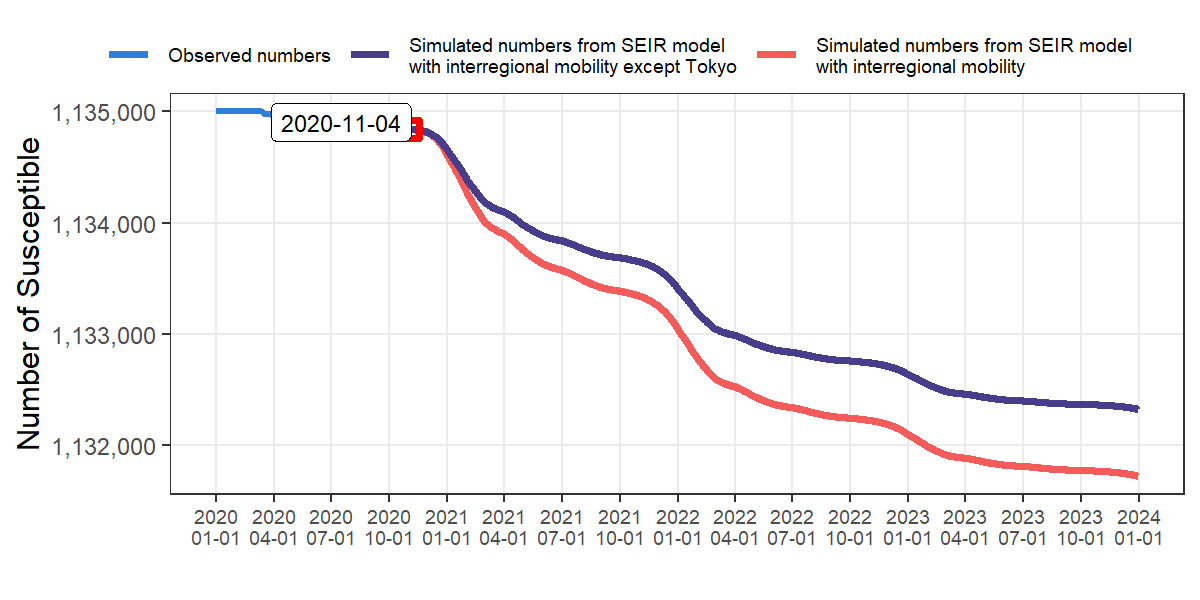 Observed numbers
Simulated numbers from SEIR model
with interregional mobility except Tokyo
Simulated numbers from SEIR model
with interregional mobility
Number of Susceptible
1,135,000
1,134,000
1,133,000
1,132,000
2020-11-04
2020 2020 2020 2020 2021 2021 2021 2021 2022 2022 2022 2022 2023 2023 2023 2023 2024
01-01 04-01 07-01 10-01 01-01 04-01 07-01 10-01 01-01 04-01 07-01 10-01 01-01 04-01 07-01 10-01 01-01